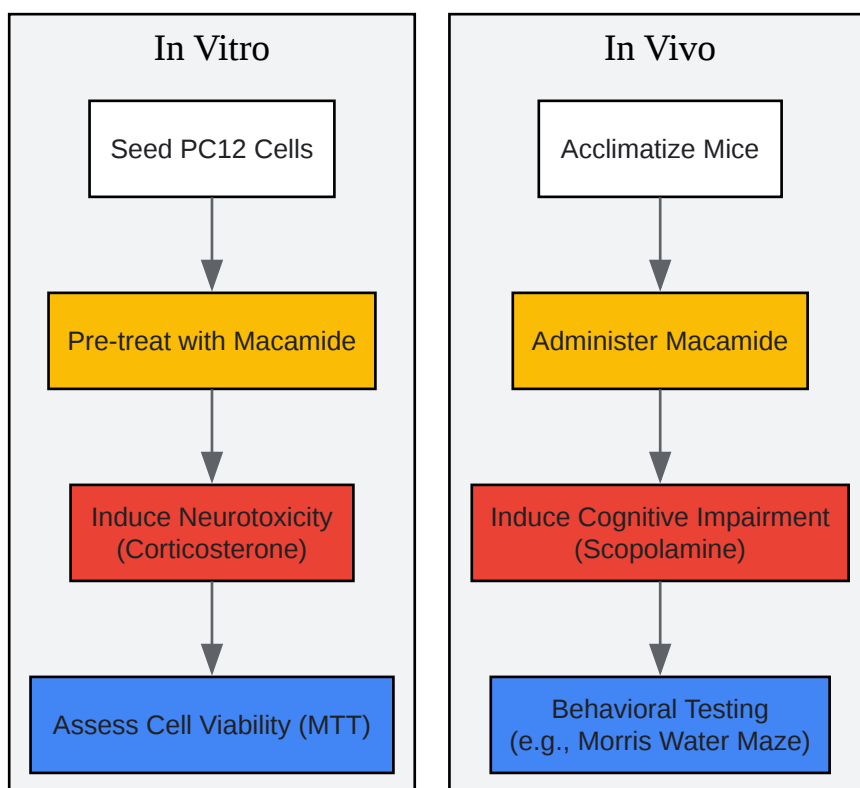 In Vitro
Seed PC12 Cells
Pre-treat with Macamide
Induce Neurotoxicity
(Corticosterone)
Assess Cell Viability (MTT)
In Vivo
Acclimatize Mice
Administer Macamide
Induce Cognitive Impairment
(Scopolamine)
Behavioral Testing
(e.g., Morris Water Maze)